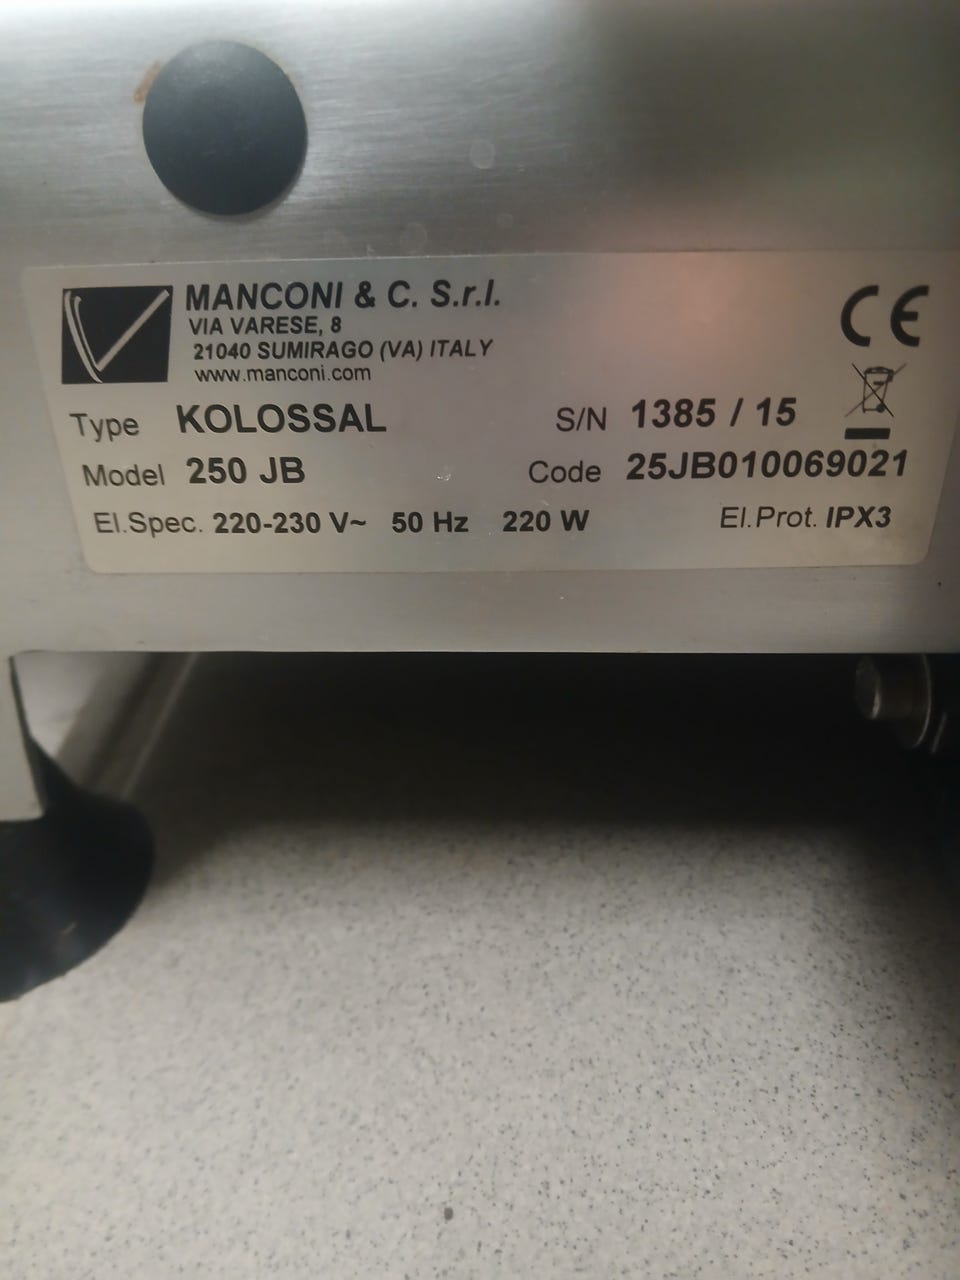 MANCONI & C. S.r.l.
VIA VARESE, 8
21040 SUMIRAGO (VA) ITALY
www.manconi.com
CE
Type KOLOSSAL S/N 1385 / 15
Model 250 JB Code 25JB010069021
El.Spec. 220-230 V~ 50 Hz 220 W El.Prot. IPX3